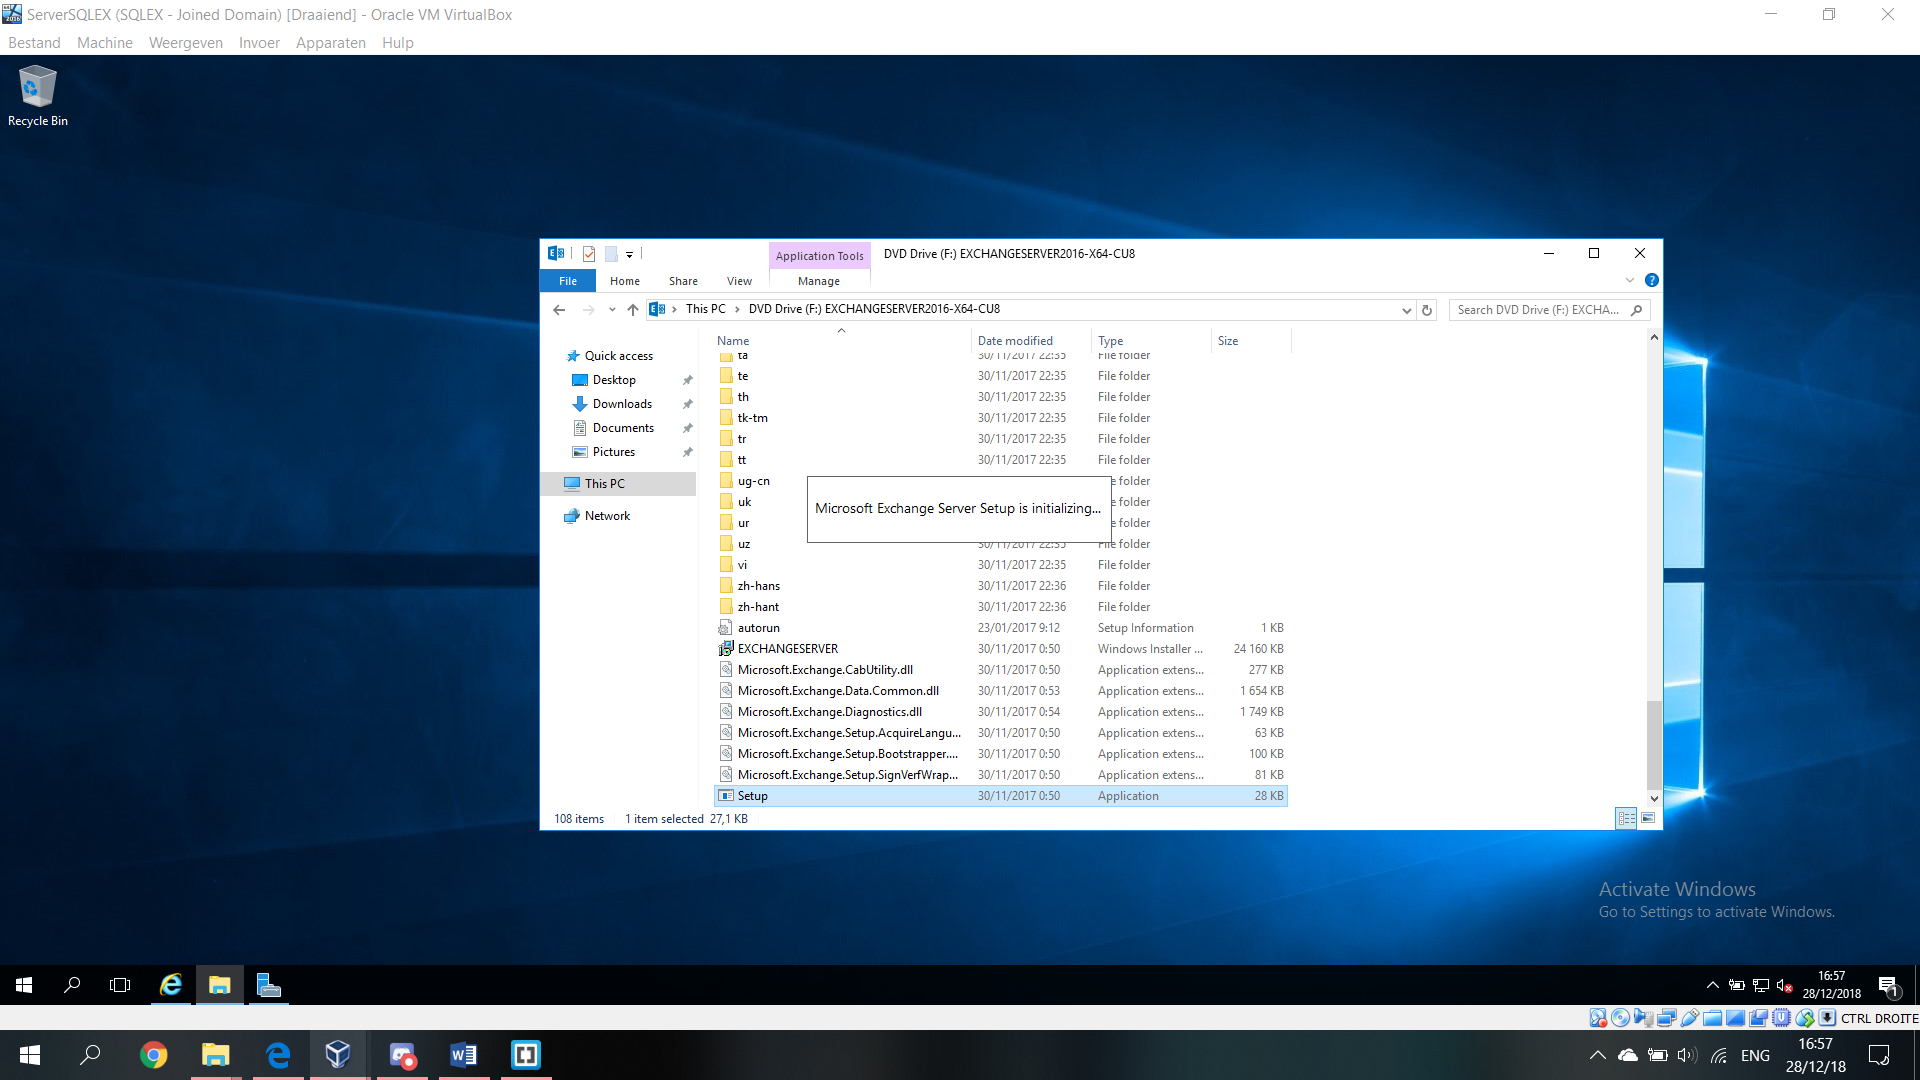 ServerSQLEX (SQLEX - Joined Domain) [Draaiend] - Oracle VM VirtualBox
Bestand Machine Weergeven Invoer Apparaten Hulp
Recycle Bin
Application Tools DVD Drive (F:) EXCHANGESERVER2016-X64-CU8
File Home Share View Manage
This PC DVD Drive (F:) EXCHANGESERVER2016-X64-CU8 Search DVD Drive (F:) EXCHA...
Name Date modified Type Size
Quick access
Desktop
Downloads
Documents
Pictures
This PC
Network
ta 30/11/2017 22:35 File folder
te 30/11/2017 22:35 File folder
th 30/11/2017 22:35 File folder
tk-tm 30/11/2017 22:35 File folder
tr 30/11/2017 22:35 File folder
tt 30/11/2017 22:35 File folder
ug-cn e folder
uk e folder
ur e folder
Microsoft Exchange Server Setup is initializing...
uz 30/11/2017 22:35 File folder
vi 30/11/2017 22:35 File folder
zh-hans 30/11/2017 22:36 File folder
zh-hant 30/11/2017 22:36 File folder
autorun 23/01/2017 9:12 Setup Information 1 KB
EXCHANGESERVER 30/11/2017 0:50 Windows Installer ... 24 160 KB
Microsoft.Exchange.CabUtility.dll 30/11/2017 0:50 Application extens... 277 KB
Microsoft.Exchange.Data.Common.dll 30/11/2017 0:53 Application extens... 1 654 KB
Microsoft.Exchange.Diagnostics.dll 30/11/2017 0:54 Application extens... 1 749 KB
Microsoft.Exchange.Setup.AcquireLangu... 30/11/2017 0:50 Application extens... 63 KB
Microsoft.Exchange.Setup.Bootstrapper.... 30/11/2017 0:50 Application extens... 100 KB
Microsoft.Exchange.Setup.SignVerfWrap... 30/11/2017 0:50 Application extens... 81 KB
Setup 30/11/2017 0:50 Application 28 KB
108 items 1 item selected 27,1 KB
Activate Windows
Go to Settings to activate Windows.
16:57
28/12/2018
1
CTRL DROITE
ENG
16:57
28/12/18